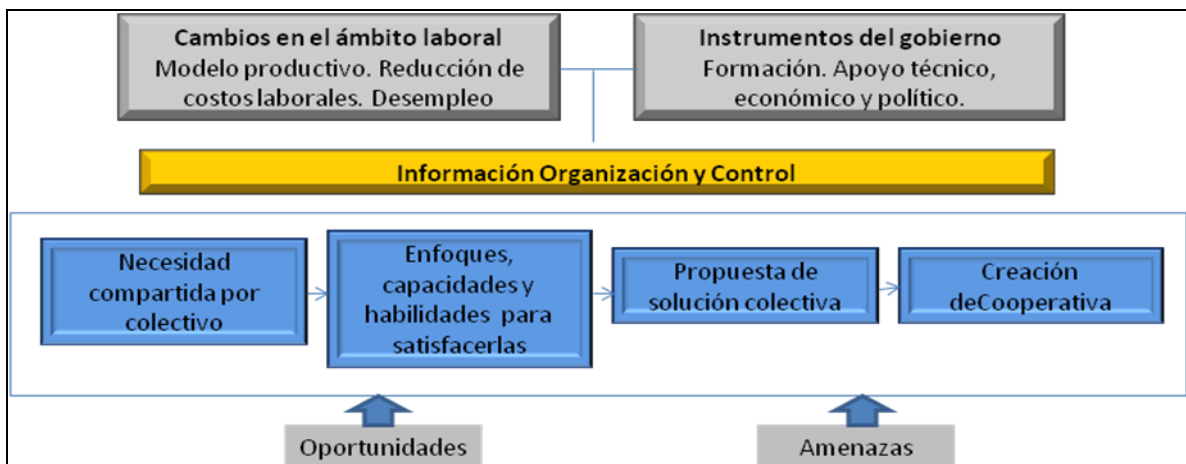 Cambios en el ámbito laboral
Modelo productivo. Reducción de
costos laborales. Desempleo
Instrumentos del gobierno
Formación. Apoyo técnico,
económico y político.
Información Organización y Control
Necesidad
compartida por
colectivo
Enfoques,
capacidades y
habilidades para
satisfacerlas
Propuesta de
solución colectiva
Creación
deCooperativa
Oportunidades
Amenazas